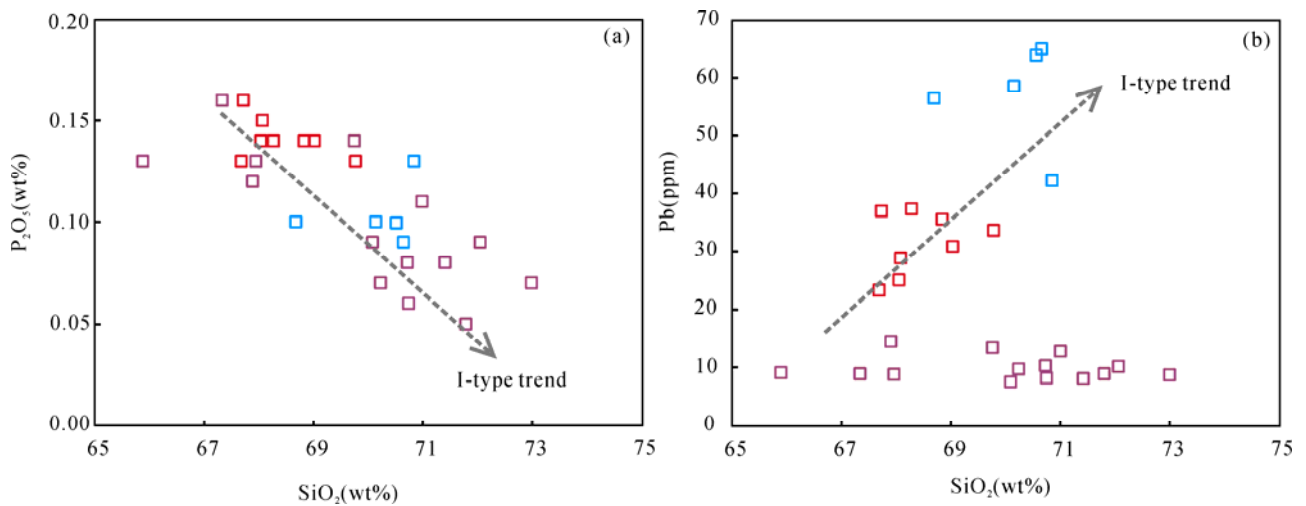 (a)
0.20
0.15
0.10
0.05
0.00
P₂O₅(wt%)
I-type trend
65 67 69 71 73 75
SiO₂(wt%)
(b)
70
60
50
40
30
20
10
0
Pb(ppm)
I-type trend
65 67 69 71 73 75
SiO₂(wt%)